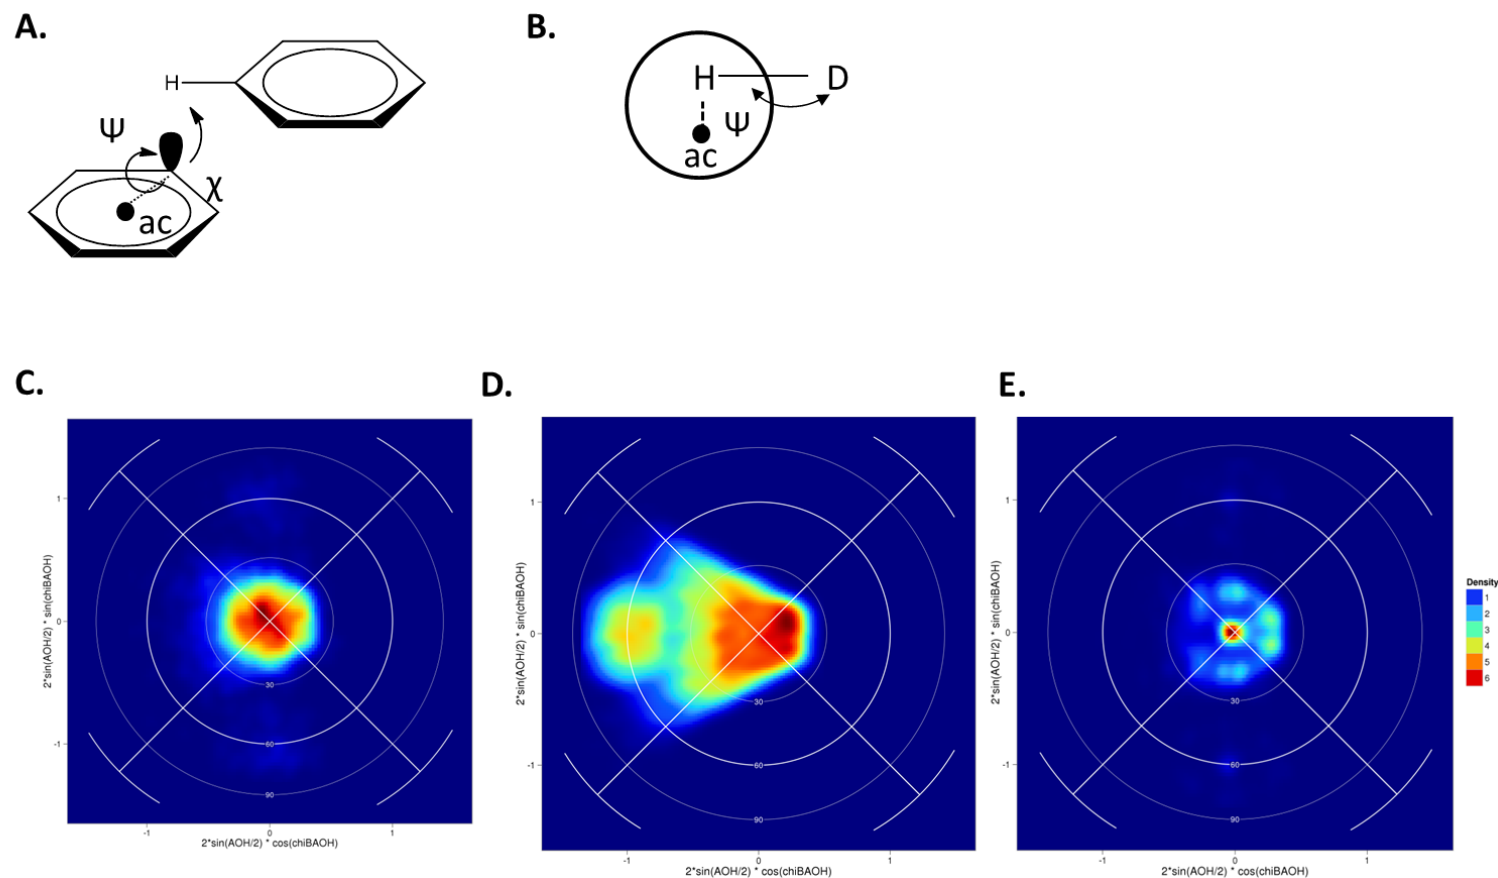 A.
B.
H
Ψ
χ
ac
H D
Ψ
ac
C.
D.
E.
2*sin(AOH/2) * sin(chiBAOH)
1
0
-1
30
60
90
-1 0 1
2*sin(AOH/2) * cos(chiBAOH)
2*sin(AOH/2) * sin(chiBAOH)
1
0
-1
30
60
90
-1 0 1
2*sin(AOH/2) * cos(chiBAOH)
2*sin(AOH/2) * sin(chiBAOH)
1
0
-1
30
60
90
-1 0 1
2*sin(AOH/2) * cos(chiBAOH)
Density
1
2
3
4
5
6